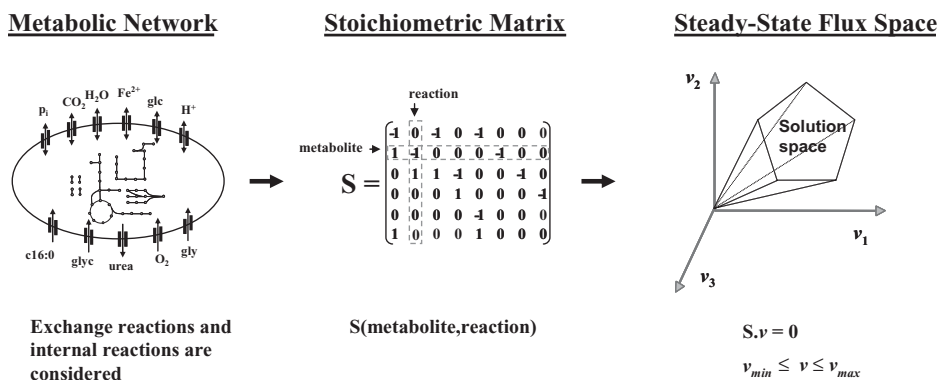 Metabolic Network
Stoichiometric Matrix
Steady-State Flux Space
pi
CO2
H2O
Fe2+
glc
H+
c16:0
glyc
urea
O2
gly
Exchange reactions and
internal reactions are
considered
reaction
metabolite
S =
-1 0 -1 0 -1 0 0 0
1 -1 0 0 0 -1 0 0
0 1 1 -1 0 0 -1 0
0 0 0 1 0 0 0 -1
0 0 0 0 -1 0 0 0
1 0 0 0 1 0 0 0
S(metabolite,reaction)
v2
Solution
space
v1
v3
S.v = 0
vmin ≤ v ≤ vmax